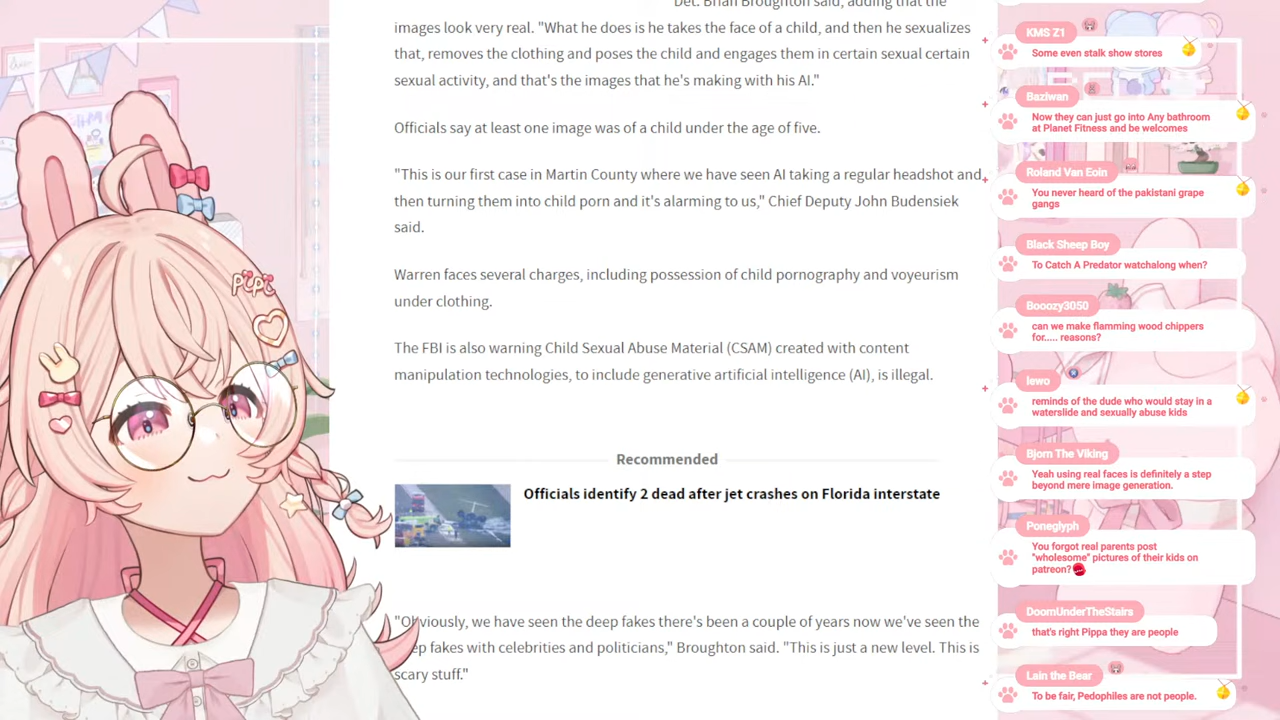 Det. Brian Broughton said, adding that the
images look very real. "What he does is he takes the face of a child, and then he sexualizes
that, removes the clothing and poses the child and engages them in certain sexual certain
sexual activity, and that's the images that he's making with his AI."
Officials say at least one image was of a child under the age of five.
"This is our first case in Martin County where we have seen AI taking a regular headshot and
then turning them into child porn and it's alarming to us," Chief Deputy John Budensiek
said.
Warren faces several charges, including possession of child pornography and voyeurism
under clothing.
The FBI is also warning Child Sexual Abuse Material (CSAM) created with content
manipulation technologies, to include generative artificial intelligence (AI), is illegal.
Recommended
Officials identify 2 dead after jet crashes on Florida interstate
"Obviously, we have seen the deep fakes there's been a couple of years now we've seen the
ep fakes with celebrities and politicians," Broughton said. "This is just a new level. This is
scary stuff."
PiPi
KMS Z1
Some even stalk show stores
Baziwan
Now they can just go into Any bathroom
at Planet Fitness and be welcomes
Roland Van Eoin
You never heard of the pakistani grape
gangs
Black Sheep Boy
To Catch A Predator watchalong when?
Booozy3050
can we make flamming wood chippers
for..... reasons?
lewo
reminds of the dude who would stay in a
waterslide and sexually abuse kids
Bjorn The Viking
Yeah using real faces is definitely a step
beyond mere image generation.
Poneglyph
You forgot real parents post
"wholesome" pictures of their kids on
patreon?
DoomUnderTheStairs
that's right Pippa they are people
Lain the Bear
To be fair, Pedophiles are not people.